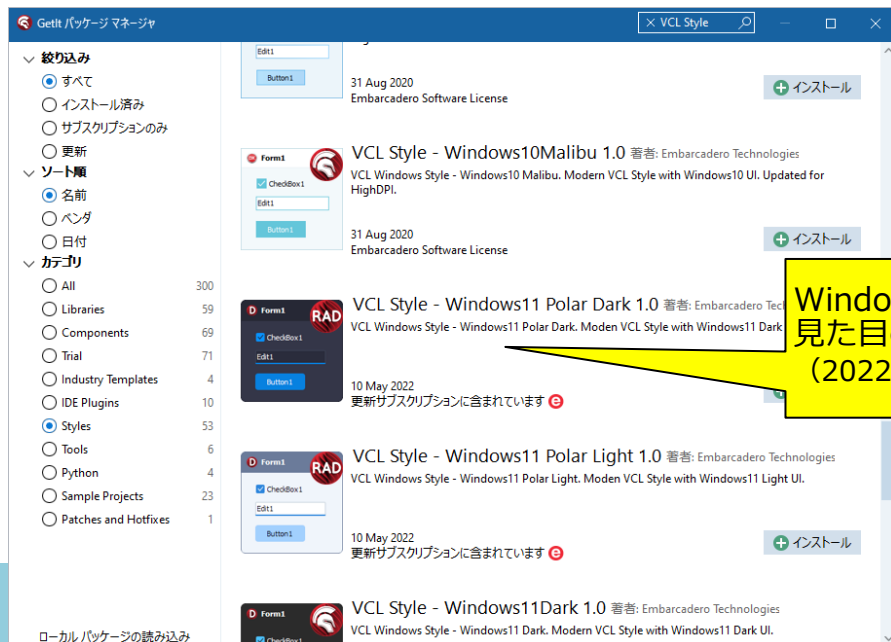 GetIt パッケージ マネージャ
× VCL Style
絞り込み
すべて
インストール済み
サブスクリプションのみ
更新
ソート順
名前
ベンダ
日付
カテゴリ
All 300
Libraries 59
Components 69
Trial 71
Industry Templates 4
IDE Plugins 10
Styles 53
Tools 6
Python 4
Sample Projects 23
Patches and Hotfixes 1
ローカル パッケージの読み込み
Edit1
Button1
31 Aug 2020
Embarcadero Software License
インストール
Form1
CheckBox1
Edit1
Button1
VCL Style - Windows10Malibu 1.0 著者: Embarcadero Technologies
VCL Windows Style - Windows10 Malibu. Modern VCL Style with Windows10 UI. Updated for
HighDPI.
31 Aug 2020
Embarcadero Software License
インストール
D Form1
RAD
CheckBox1
Edit1
Button1
VCL Style - Windows11 Polar Dark 1.0 著者: Embarcadero Tec
VCL Windows Style - Windows11 Polar Dark. Moden VCL Style with Windows11 Dark
10 May 2022
更新サブスクリプションに含まれています e
Windo
見た目
（2022
D Form1
RAD
CheckBox1
Edit1
Button1
VCL Style - Windows11 Polar Light 1.0 著者: Embarcadero Technologies
VCL Windows Style - Windows11 Polar Light. Moden VCL Style with Windows11 Light UI.
10 May 2022
更新サブスクリプションに含まれています e
インストール
D Form1
CheckBox1
VCL Style - Windows11Dark 1.0 著者: Embarcadero Technologies
VCL Windows Style - Windows11 Dark. Modern VCL Style with Windows11 Dark UI.